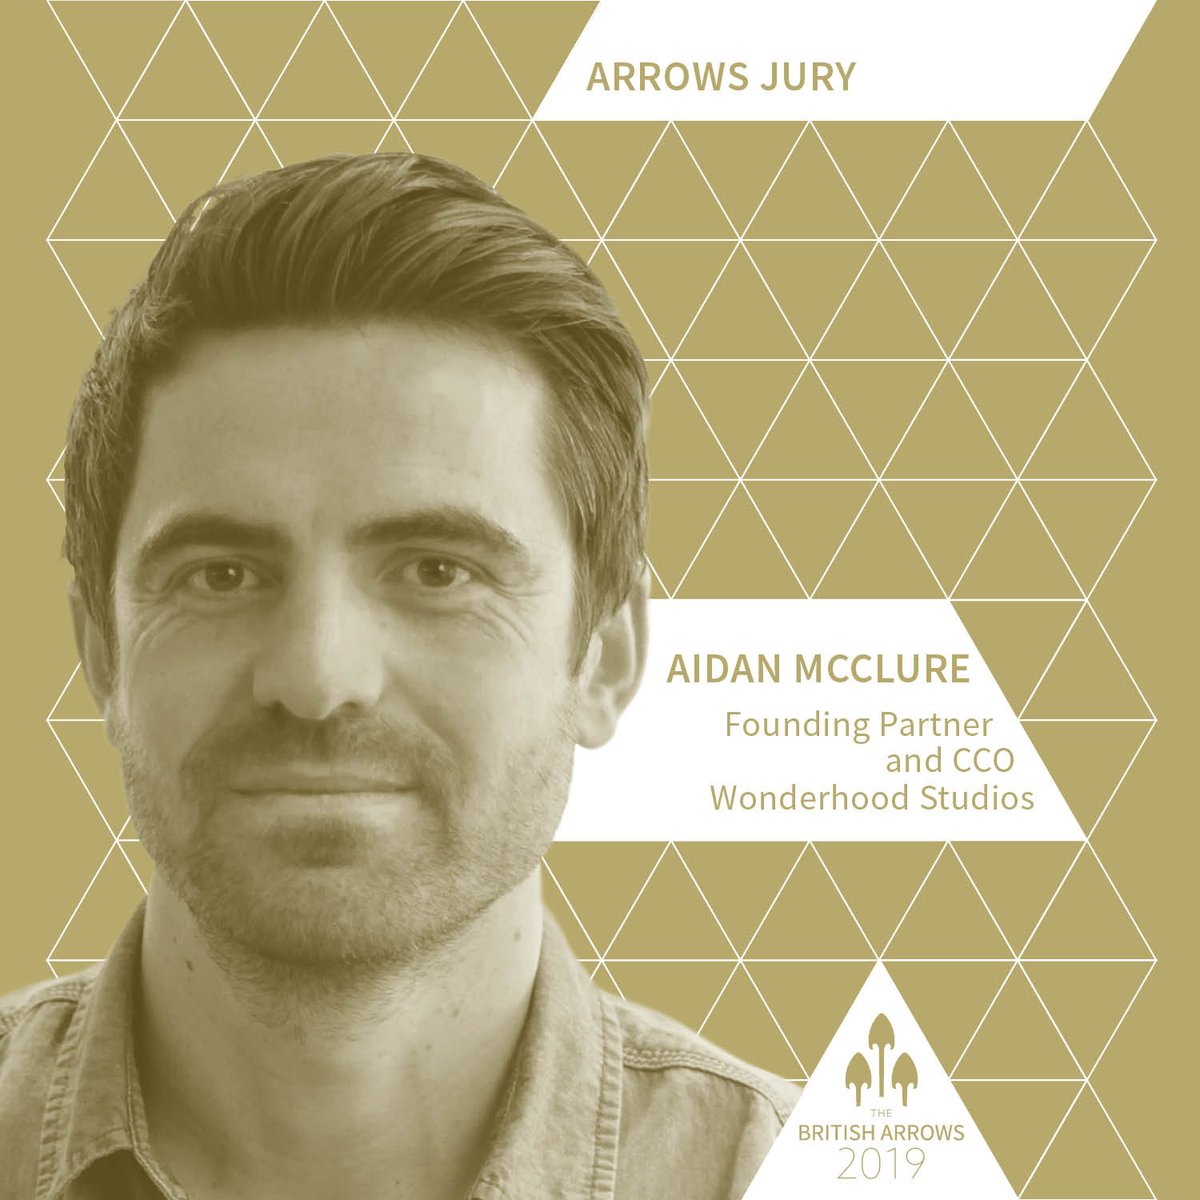 ARROWS JURY
AIDAN MCCLURE
Founding Partner
and CCO
Wonderhood Studios
THE
BRITISH ARROWS
2019